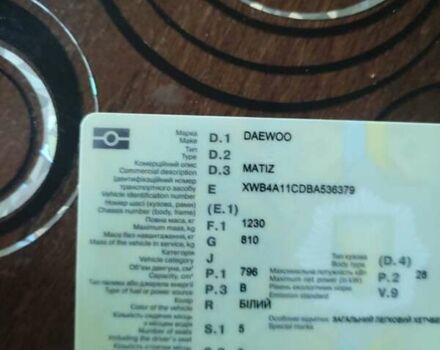 Марка
Make D.1 DAEWOO
Тип
Type D.2
Комерційний опис
Commercial description D.3 MATIZ
Ідентифікаційний номер
транспортного засобу
Vehicle identification number E XWB4A11CDBA536379
Номер шасі (кузова, рами)
Chassis number (body, frame) (E.1)
Повна маса, кг
Maximum mass, kg F.1 1230
Маса без навантаження, кг
Mass of the vehicle in service, kg G 810
Категорія
Vehicle category J
Тип кузова
Body type (D.4)
Об'єм двигуна, см³
Capacity, cm³ P.1 796
Максимальна потужність кВт
Maximum net power (in kW) P.2 28
Тип пального або джерела
Type of fuel or power source P.3 B
Рівень екологічних норм
Emission standard V.9
Колір
Color of the vehicle R БІЛИЙ
Кількість сидячих місць
з місцем водія
Number of seats
including the driver's seat S.1 5
Особливі відмітки
Special marks ЗАГАЛЬНИЙ ЛЕГКОВИЙ ХЕТЧБЕ
S.2